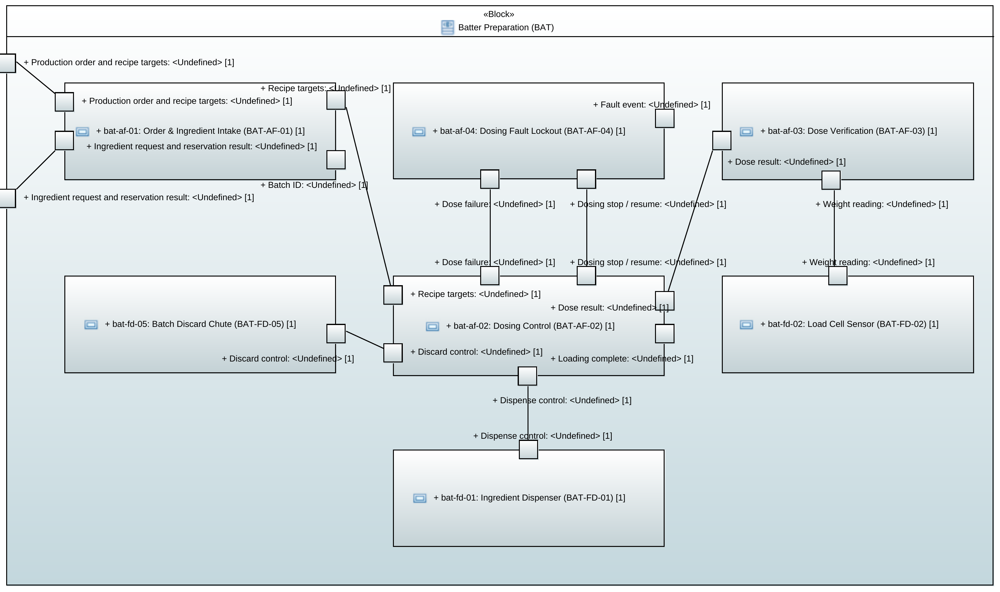 «Block»
Batter Preparation (BAT)
+ Production order and recipe targets: <Undefined> [1]
+ Recipe targets: <Undefined> [1]
+ Production order and recipe targets: <Undefined> [1]
+ Fault event: <Undefined> [1]
+ bat-af-01: Order & Ingredient Intake (BAT-AF-01) [1]
+ bat-af-04: Dosing Fault Lockout (BAT-AF-04) [1]
+ bat-af-03: Dose Verification (BAT-AF-03) [1]
+ Ingredient request and reservation result: <Undefined> [1]
+ Dose result: <Undefined> [1]
+ Batch ID: <Undefined> [1]
+ Ingredient request and reservation result: <Undefined> [1]
+ Dose failure: <Undefined> [1]
+ Dosing stop / resume: <Undefined> [1]
+ Weight reading: <Undefined> [1]
+ Dose failure: <Undefined> [1]
+ Dosing stop / resume: <Undefined> [1]
+ Weight reading: <Undefined> [1]
+ Recipe targets: <Undefined> [1]
+ Dose result: <Undefined> [1]
+ bat-fd-05: Batch Discard Chute (BAT-FD-05) [1]
+ bat-af-02: Dosing Control (BAT-AF-02) [1]
+ bat-fd-02: Load Cell Sensor (BAT-FD-02) [1]
+ Discard control: <Undefined> [1]
+ Discard control: <Undefined> [1]
+ Loading complete: <Undefined> [1]
+ Dispense control: <Undefined> [1]
+ Dispense control: <Undefined> [1]
+ bat-fd-01: Ingredient Dispenser (BAT-FD-01) [1]